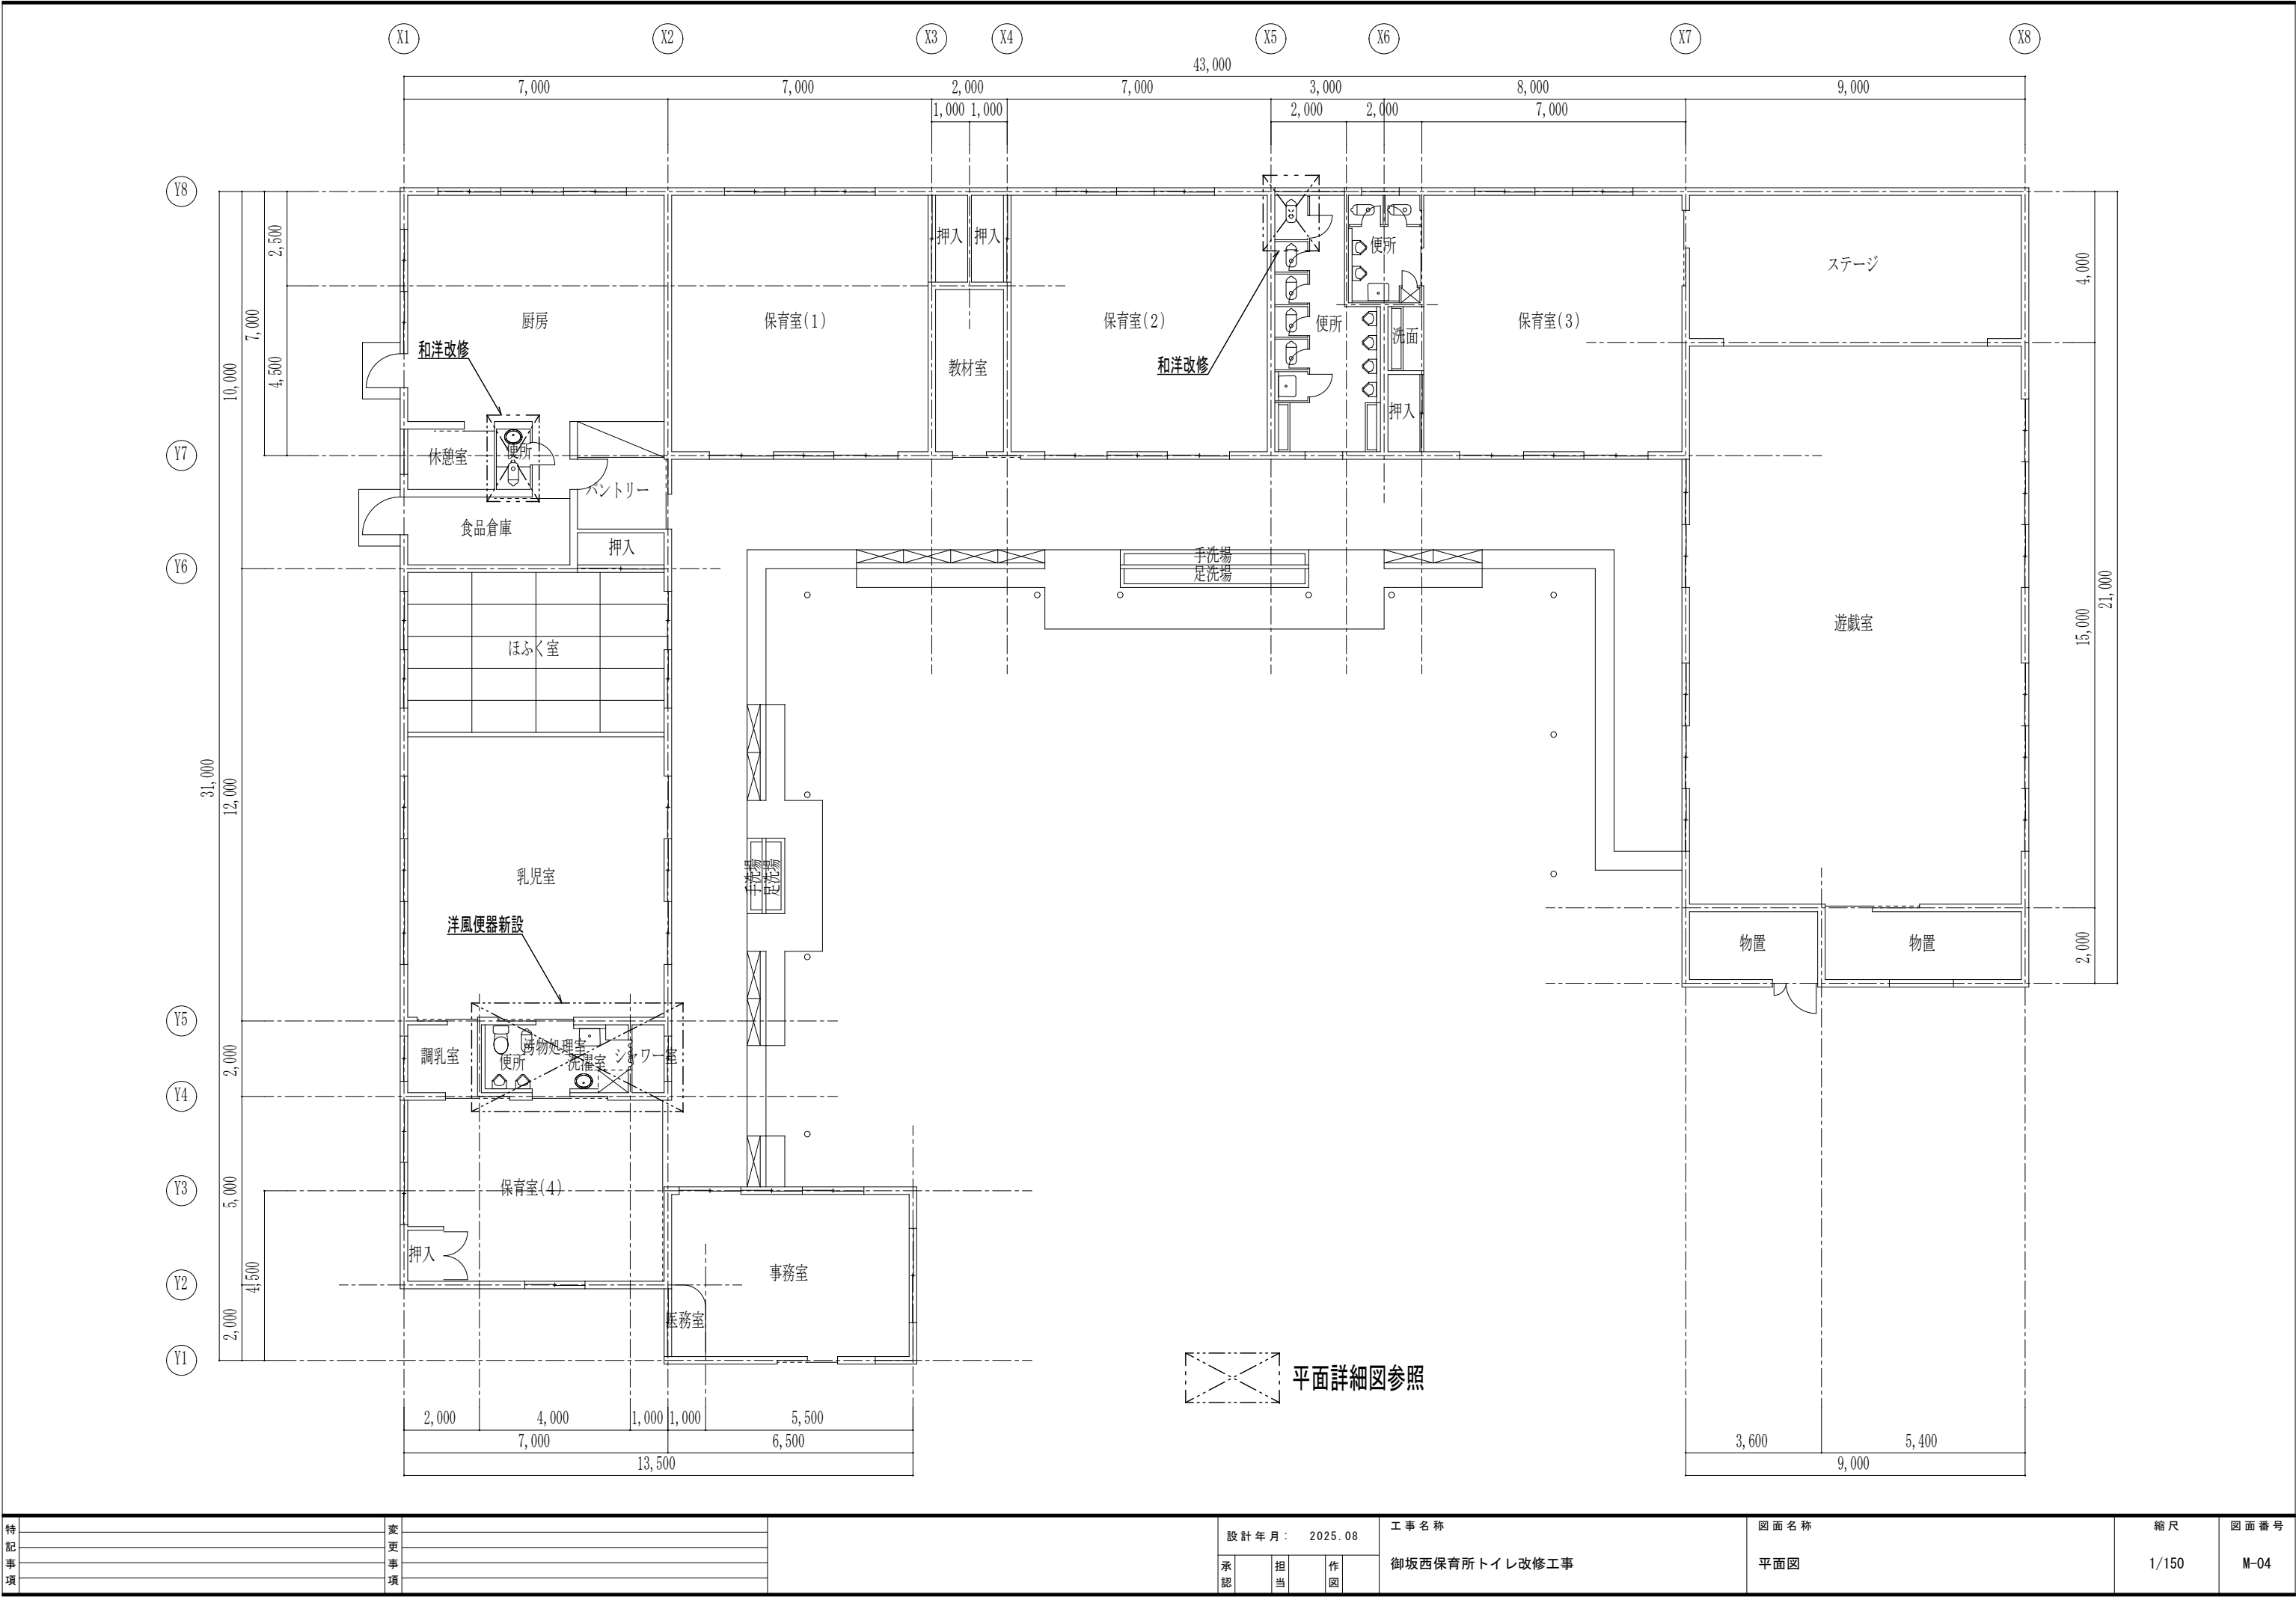 X1 X2 X3 X4 X5 X6 X7 X8
43,000
7,000 7,000 2,000 7,000 3,000 8,000 9,000
1,000 1,000 2,000 2,000 7,000
Y8
押入 押入
便所
2,500
ステージ
4,000
厨房 保育室(1) 保育室(2) 便所 洗面 保育室(3)
7,000
和洋改修
教材室
和洋改修
4,500
10,000
押入
Y7
休憩室 便所
パントリー
食品倉庫
押入
手洗場
足洗場
Y6
21,000
15,000
遊戯室
ほふく室
31,000
12,000
乳児室
手洗場
足洗場
洋風便器新設
物置 物置
2,000
Y5
調乳室 便所 汚物処理室 洗濯室 シャワー室
2,000
Y4
Y3
保育室(4)
5,000
押入
事務室
Y2
4,500
医務室
2,000
Y1
平面詳細図参照
2,000 4,000 1,000 1,000 5,500
7,000 6,500
13,500
3,600 5,400
9,000
特記事項
変更事項
設計年月: 2025.08
承認 担当 作図
工事名称
御坂西保育所トイレ改修工事
図面名称
平面図
縮尺
1/150
図面番号
M-04